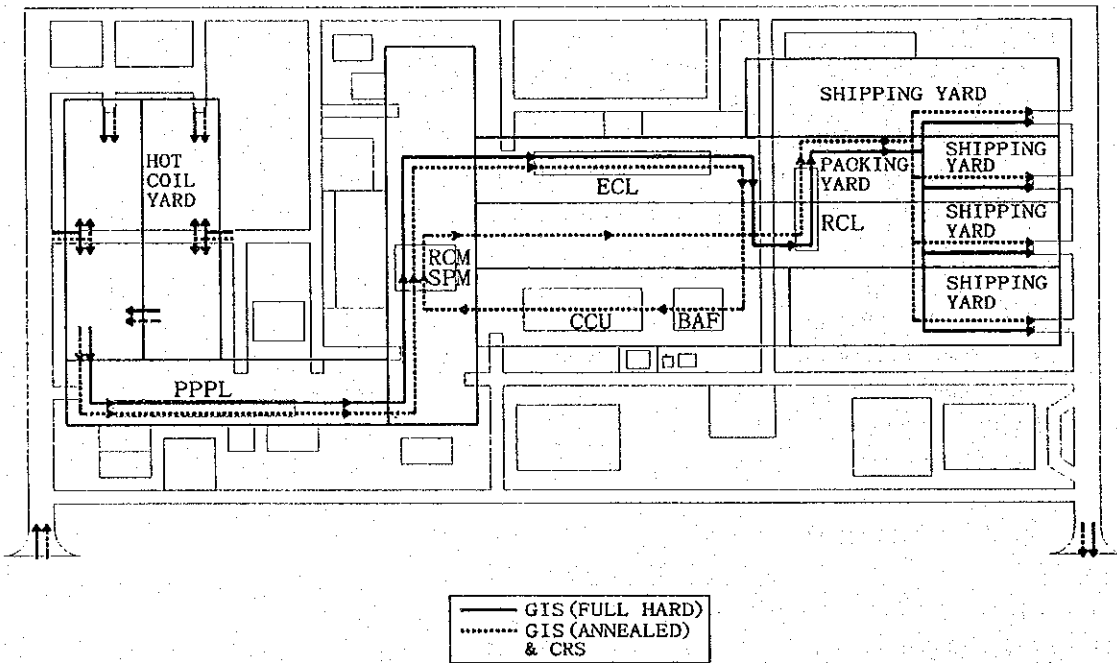 SHIPPING YARD
HOT
COIL
YARD
ECL
PACKING
YARD
SHIPPING
YARD
RCL
SHIPPING
YARD
RCM
SPM
SHIPPING
YARD
CCU
BAF
PPPL
GIS (FULL HARD)
GIS (ANNEALED)
& CRS